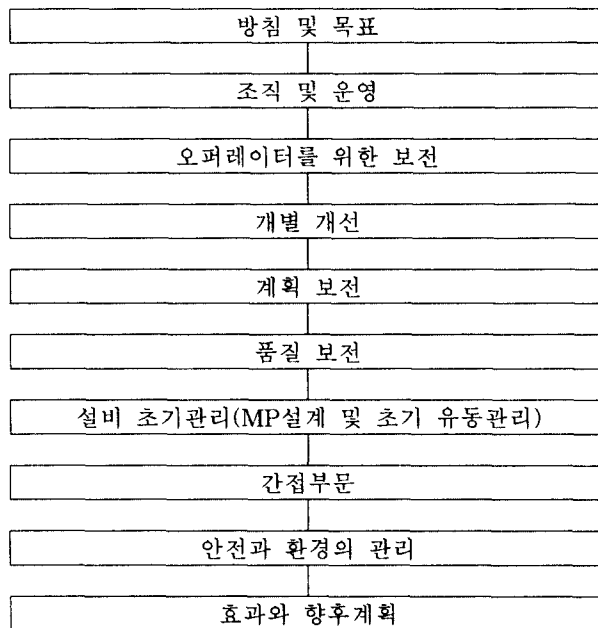 방침 및 목표
조직 및 운영
오퍼레이터를 위한 보전
개별 개선
계획 보전
품질 보전
설비 초기관리(MP설계 및 초기 유동관리)
간접부문
안전과 환경의 관리
효과와 향후계획